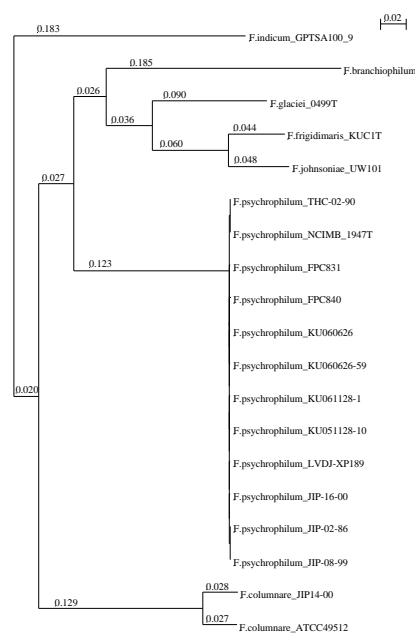 0.02
0.183
F.indicum_GPTSA100_9
0.185
F.branchiophilum
0.026
0.090
F.glaciei_0499T
0.036
0.044
F.frigidimaris_KUC1T
0.060
0.048
F.johnsoniae_UW101
0.027
F.psychrophilum_THC-02-90
F.psychrophilum_NCIMB_1947T
0.123
F.psychrophilum_FPC831
F.psychrophilum_FPC840
F.psychrophilum_KU060626
F.psychrophilum_KU060626-59
0.020
F.psychrophilum_KU061128-1
F.psychrophilum_KU051128-10
F.psychrophilum_LVDJ-XP189
F.psychrophilum_JIP-16-00
F.psychrophilum_JIP-02-86
F.psychrophilum_JIP-08-99
0.028
F.columnare_JIP14-00
0.129
0.027
F.columnare_ATCC49512